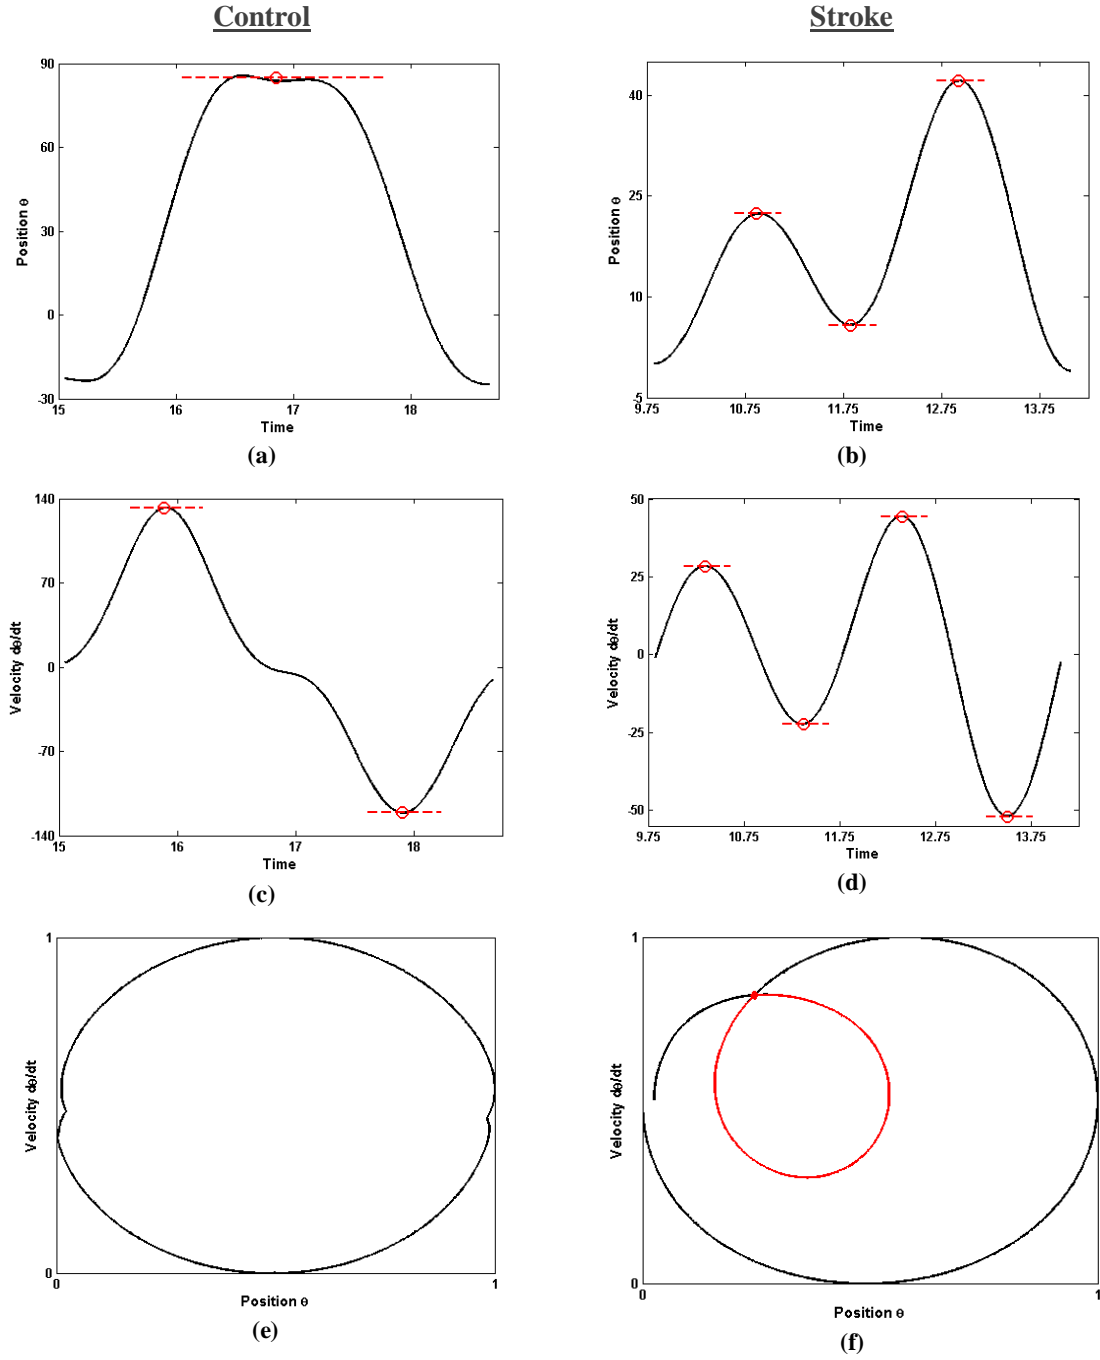 Control
Stroke
90
60
30
0
-30
Position θ
15
16
17
18
Time
(a)
40
25
10
-5
Position θ
9.75
10.75
11.75
12.75
13.75
Time
(b)
140
70
0
-70
-140
Velocity dθ/dt
15
16
17
18
Time
(c)
50
25
0
-25
-50
Velocity dθ/dt
9.75
10.75
11.75
12.75
13.75
Time
(d)
1
0
Velocity dθ/dt
0
1
Position θ
(e)
1
0
Velocity dθ/dt
0
1
Position θ
(f)